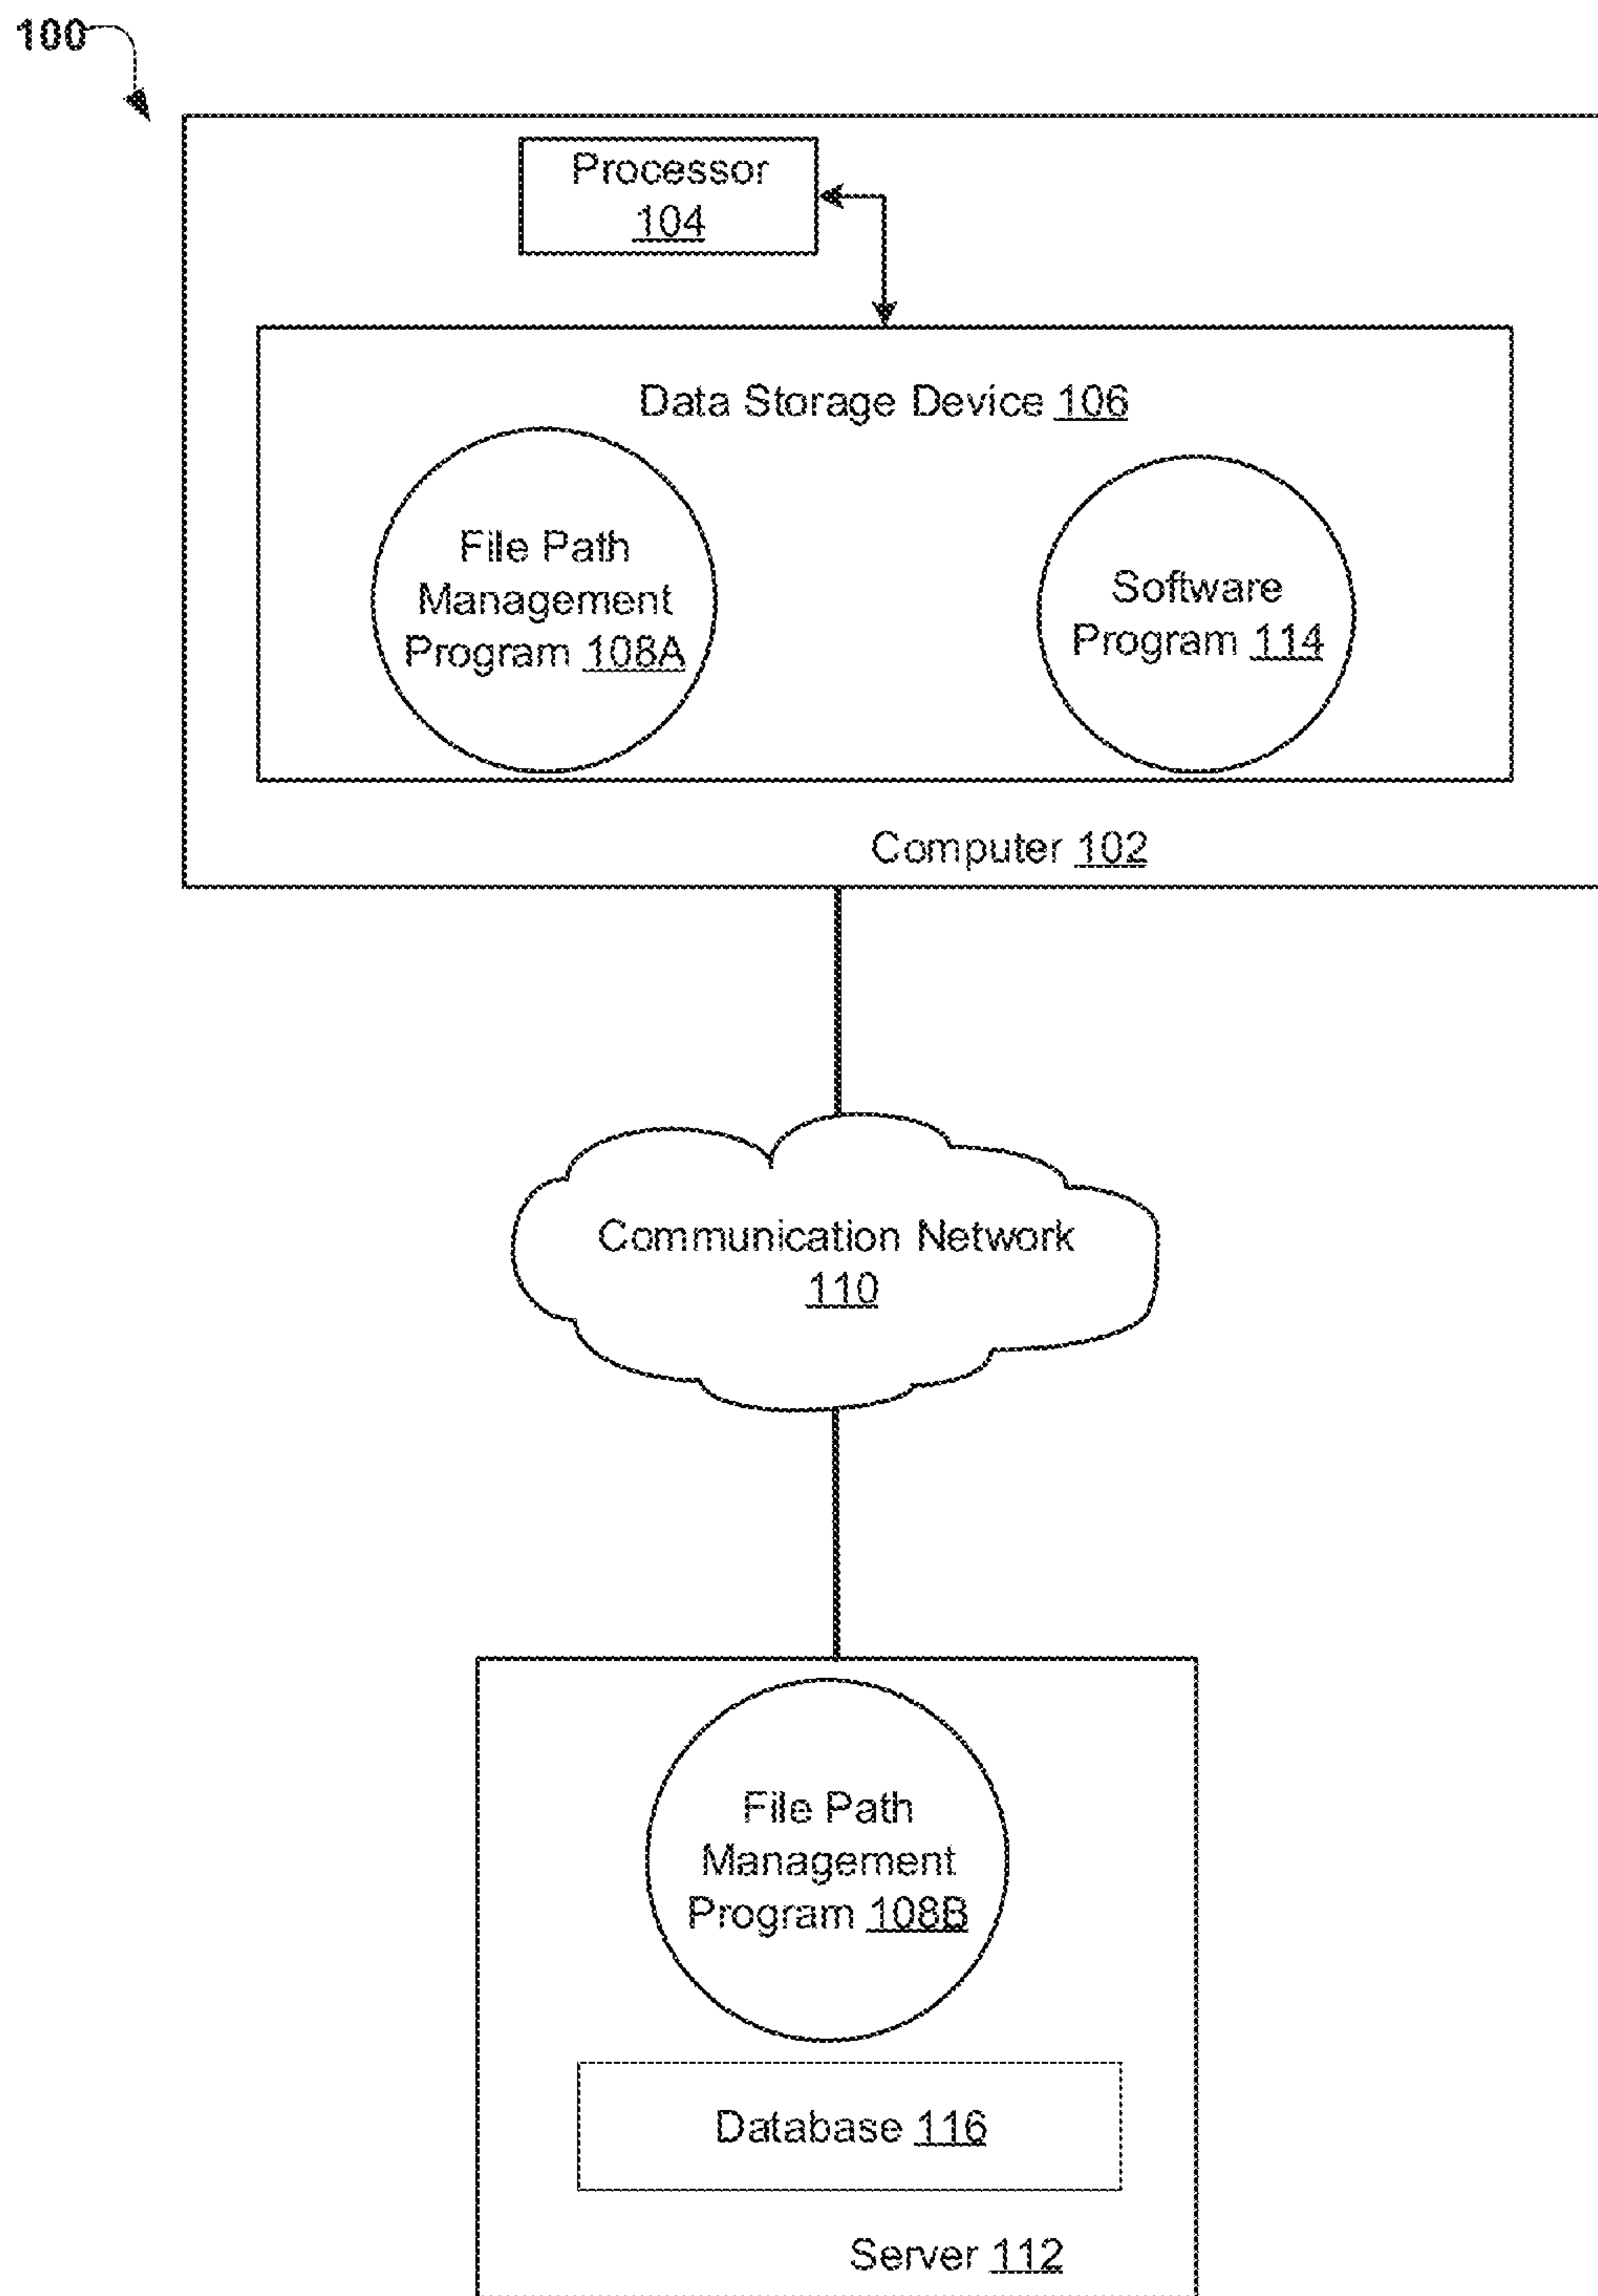 100
Processor
104
Data Storage Device 106
File Path
Management
Program 108A
Software
Program 114
Computer 102
Communication Network
110
File Path
Management
Program 108B
Database 116
Server 112